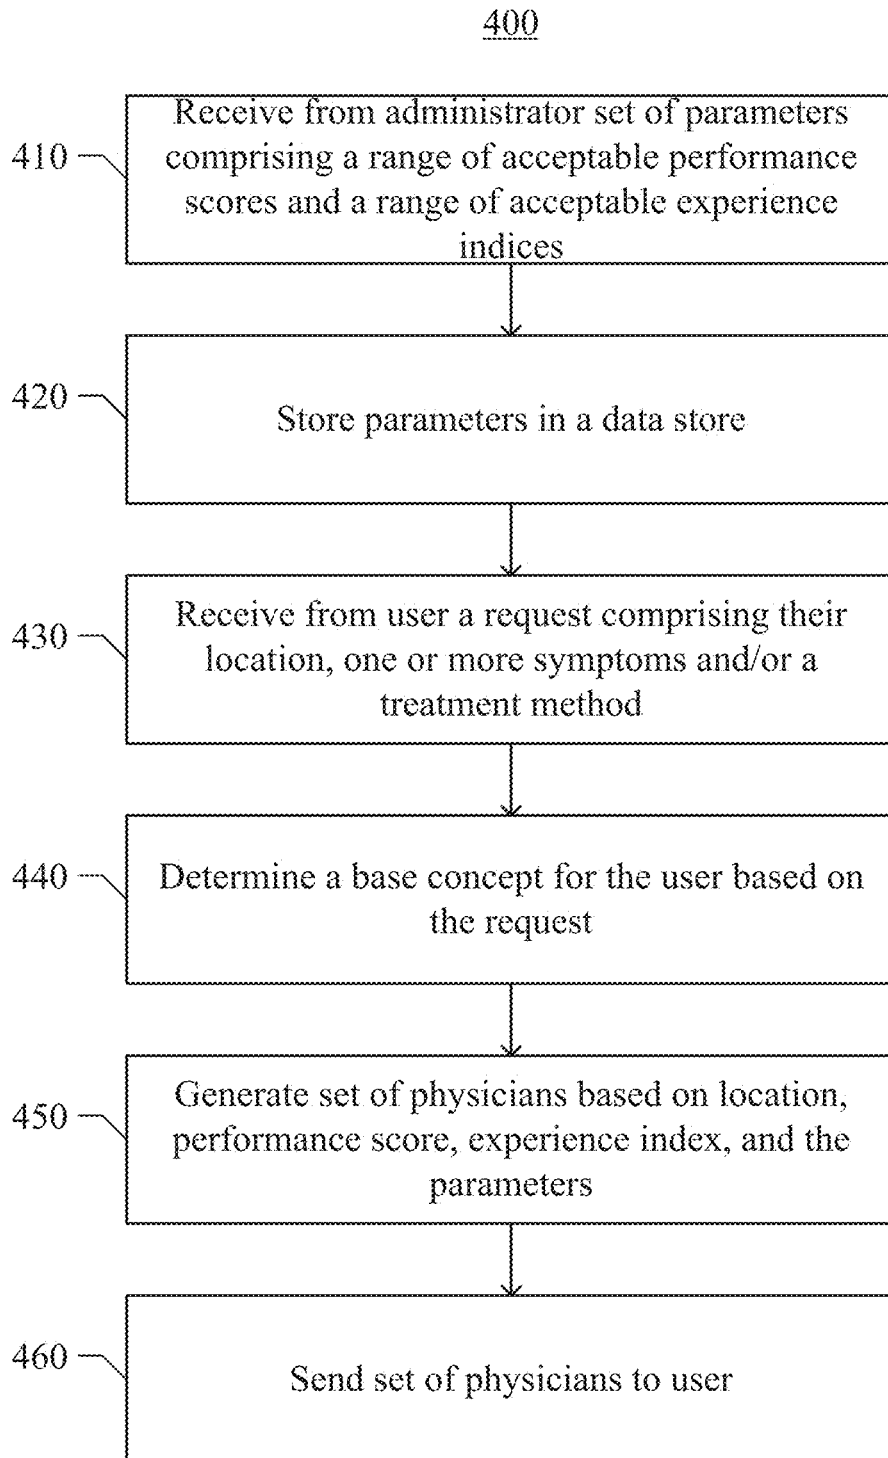 400
410
Receive from administrator set of parameters
comprising a range of acceptable performance
scores and a range of acceptable experience
indices
420
Store parameters in a data store
430
Receive from user a request comprising their
location, one or more symptoms and/or a
treatment method
440
Determine a base concept for the user based on
the request
450
Generate set of physicians based on location,
performance score, experience index, and the
parameters
460
Send set of physicians to user